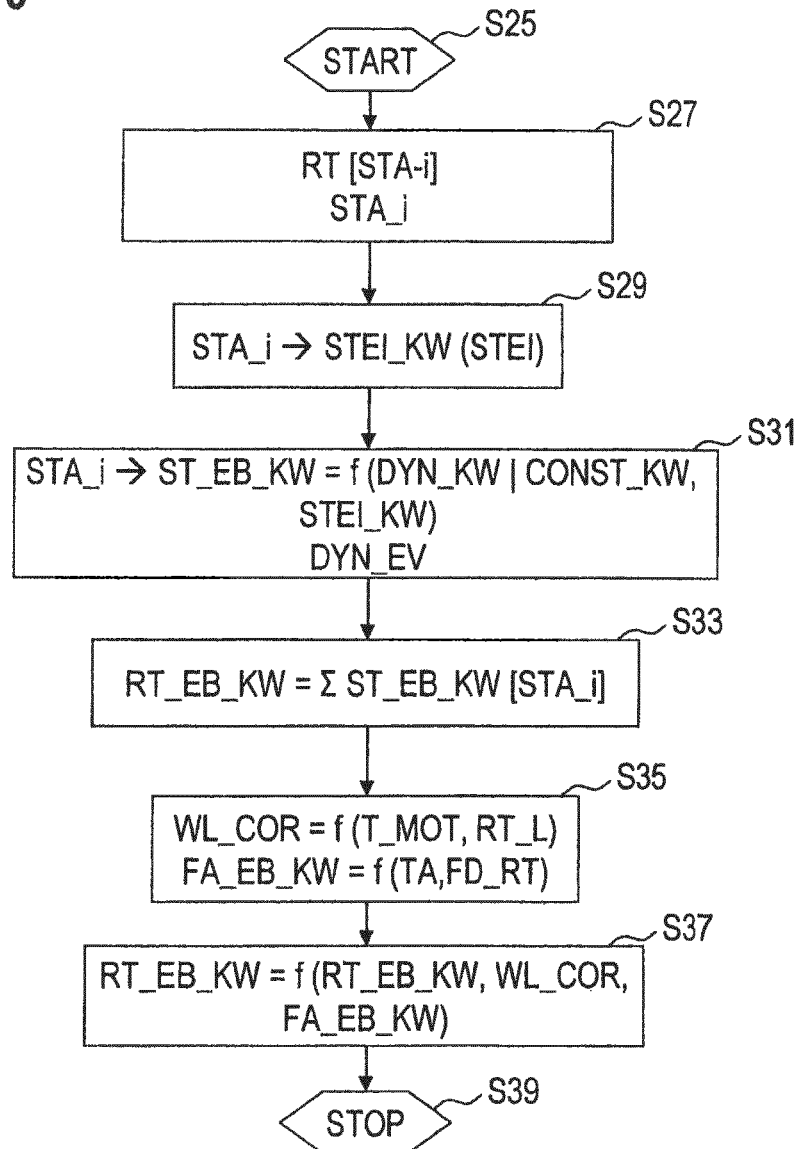 START
S25
RT [STA-i]
STA_i
S27
STA_i → STEI_KW (STEI)
S29
STA_i → ST_EB_KW = f (DYN_KW | CONST_KW,
STEI_KW)
DYN_EV
S31
RT_EB_KW = Σ ST_EB_KW [STA_i]
S33
WL_COR = f (T_MOT, RT_L)
FA_EB_KW = f (TA,FD_RT)
S35
RT_EB_KW = f (RT_EB_KW, WL_COR,
FA_EB_KW)
S37
STOP
S39